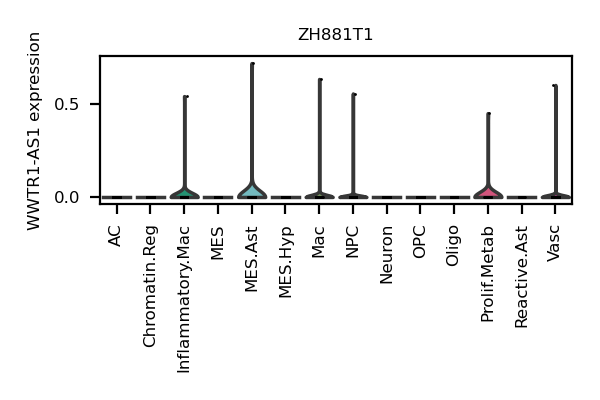 ZH881T1
WWTR1-AS1 expression
0.5
0.0
AC
Chromatin.Reg
Inflammatory.Mac
MES
MES.Ast
MES.Hyp
Mac
NPC
Neuron
OPC
Oligo
Prolif.Metab
Reactive.Ast
Vasc